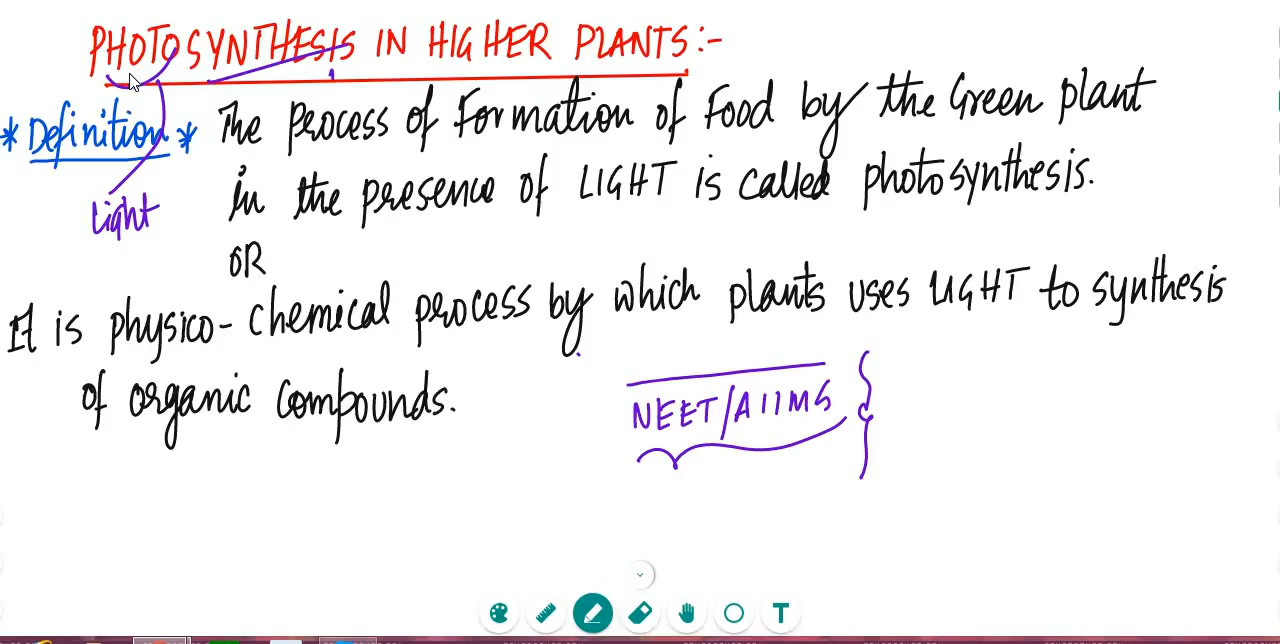 PHOTOSYNTHESIS IN HIGHER PLANTS:-
* Definition * The process of Formation of Food by the Green plant
in the presence of LIGHT is called photosynthesis.
Light
OR
It is physico-chemical process by which plants uses LIGHT to synthesis
of organic compounds.
NEET/AIIMS
T